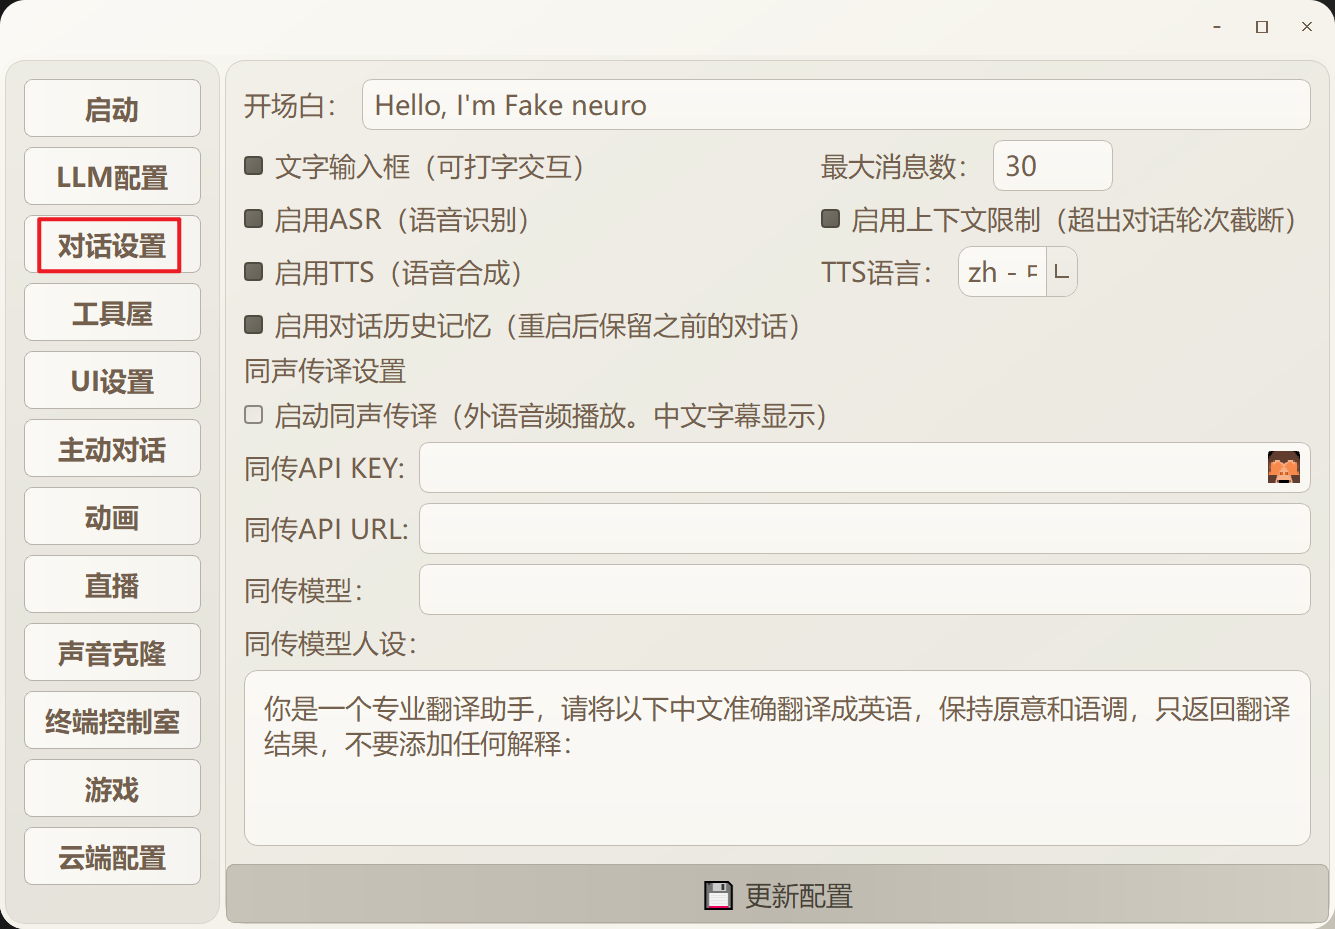 启动
LLM配置
对话设置
工具屋
UI设置
主动对话
动画
直播
声音克隆
终端控制室
游戏
云端配置
开场白： Hello, I'm Fake neuro
文字输入框（可打字交互） 最大消息数： 30
启用ASR（语音识别） 启用上下文限制（超出对话轮次截断）
启用TTS（语音合成） TTS语言： zh -
启用对话历史记忆（重启后保留之前的对话）
同声传译设置
启动同声传译（外语音频播放。中文字幕显示）
同传API KEY:
同传API URL:
同传模型：
同传模型人设：
你是一个专业翻译助手，请将以下中文准确翻译成英语，保持原意和语调，只返回翻译
结果，不要添加任何解释：
更新配置